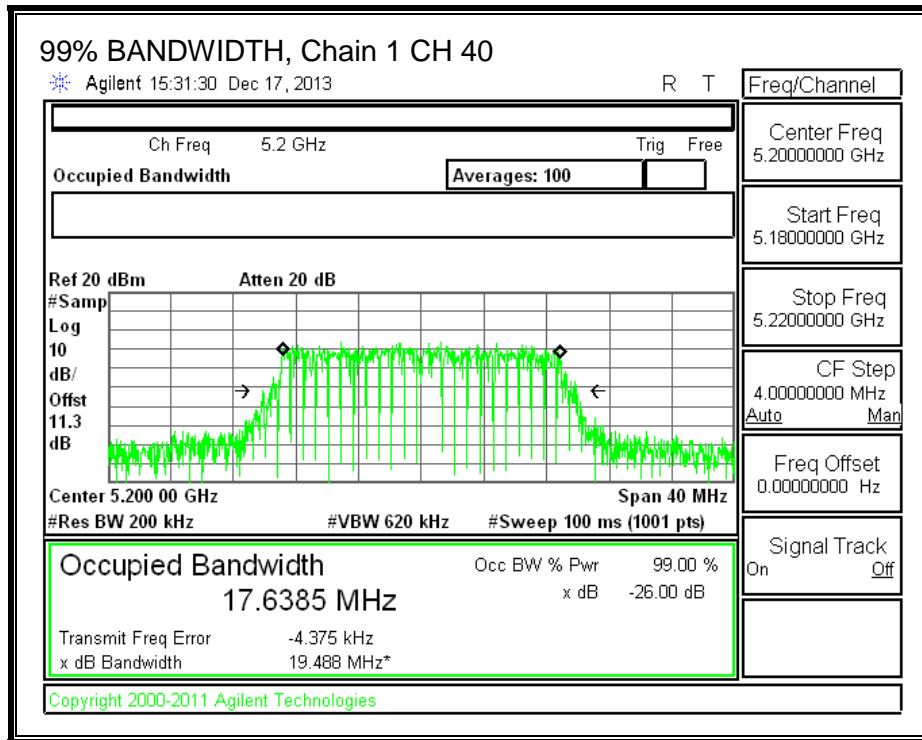 99% BANDWIDTH, Chain 1 CH 40
Agilent 15:31:30 Dec 17, 2013 R T
Freq/Channel
Ch Freq 5.2 GHz Trig Free
Occupied Bandwidth Averages: 100
Center Freq
5.20000000 GHz
Start Freq
5.18000000 GHz
Stop Freq
5.22000000 GHz
CF Step
4.00000000 MHz
Auto Man
Freq Offset
0.00000000 Hz
Signal Track
On Off
Ref 20 dBm Atten 20 dB
#Samp
Log
10
dB/
Offst
11.3
dB
Center 5.200 00 GHz Span 40 MHz
#Res BW 200 kHz #VBW 620 kHz #Sweep 100 ms (1001 pts)
Occupied Bandwidth Occ BW % Pwr 99.00 %
17.6385 MHz x dB -26.00 dB
Transmit Freq Error -4.375 kHz
x dB Bandwidth 19.488 MHz*
Copyright 2000-2011 Agilent Technologies